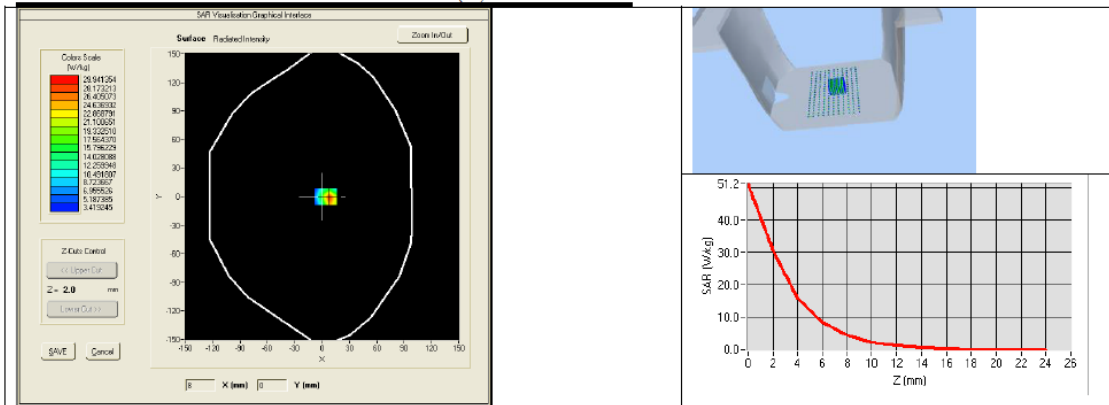 SAR Visualisation Graphical Interface
Surface Radiated Intensity
Zoom In/Out
Colors Scale
(W/kg)
29.941354
28.173213
26.405073
24.636932
22.868791
21.100651
19.332510
17.564370
15.796229
14.028088
12.259948
10.491807
8.723667
6.955526
5.187385
3.419245
150
120
90
60
30
Y 0
-30
-60
-90
-120
-150
-150 -120 -90 -60 -30 0 30 60 90 120 150
X
Z-Cuts Control
<< Upper Cut
Z = 2.0 mm
Lower Cut >>
SAVE Cancel
8 X (mm) 0 Y (mm)
51.2
40.0
30.0
20.0
10.0
0.0
SAR (W/kg)
0 2 4 6 8 10 12 14 16 18 20 22 24 26
Z (mm)